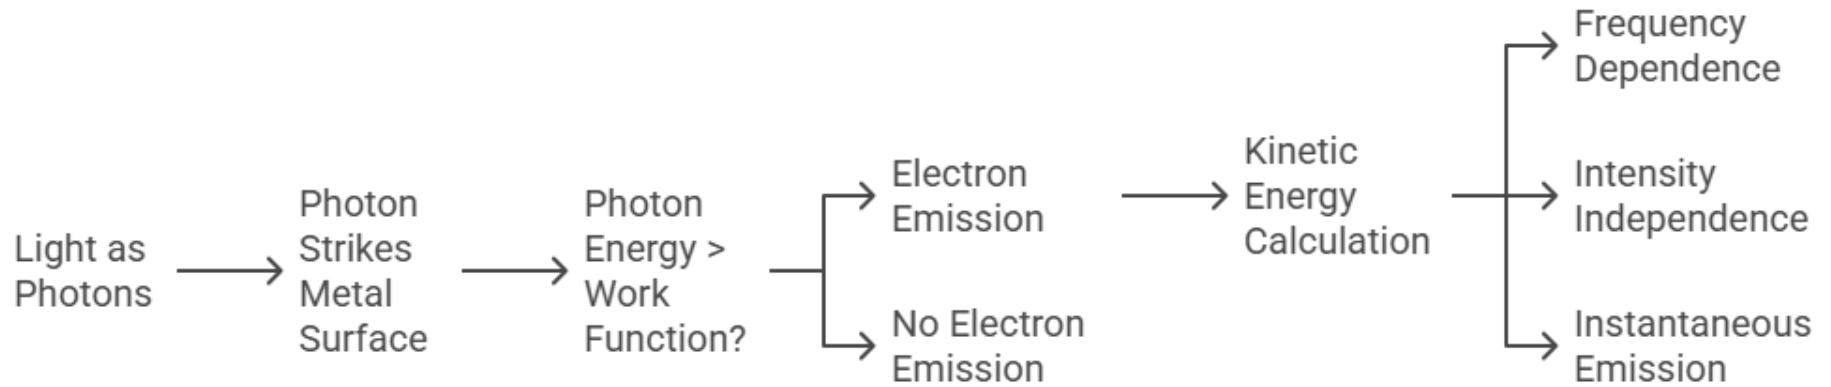 Light as
Photons
Photon
Strikes
Metal
Surface
Photon
Energy >
Work
Function?
Electron
Emission
No Electron
Emission
Kinetic
Energy
Calculation
Frequency
Dependence
Intensity
Independence
Instantaneous
Emission